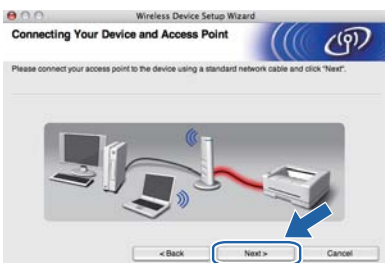 Wireless Device Setup Wizard
Connecting Your Device and Access Point
Please connect your access point to the device using a standard network cable and click "Next".
< Back
Next >
Cancel